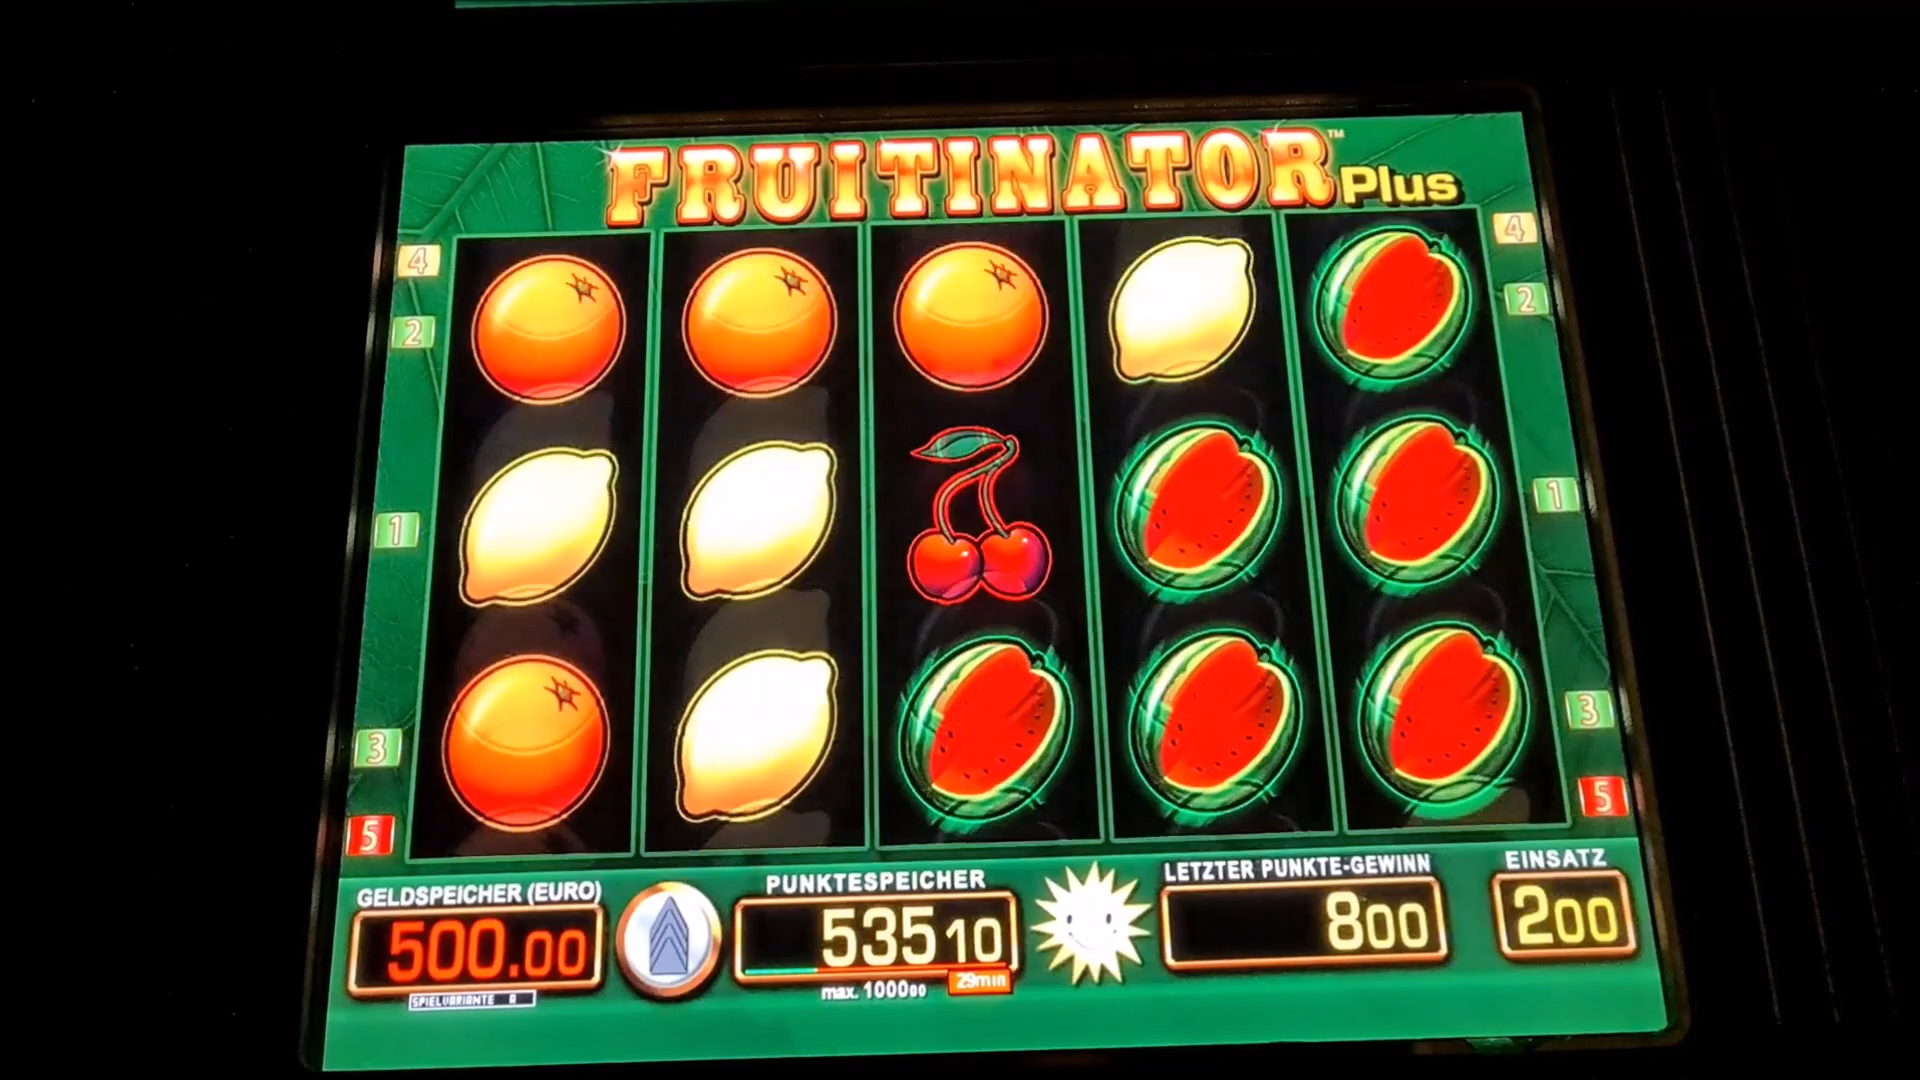 FRUITINATOR™ Plus
4 4
2 2
1 1
3 3
5 5
GELDSPEICHER (EURO) PUNKTESPEICHER LETZTER PUNKTE-GEWINN EINSATZ
500.00 53510 800 200
SPIELVARIANTE A max. 100000 29min